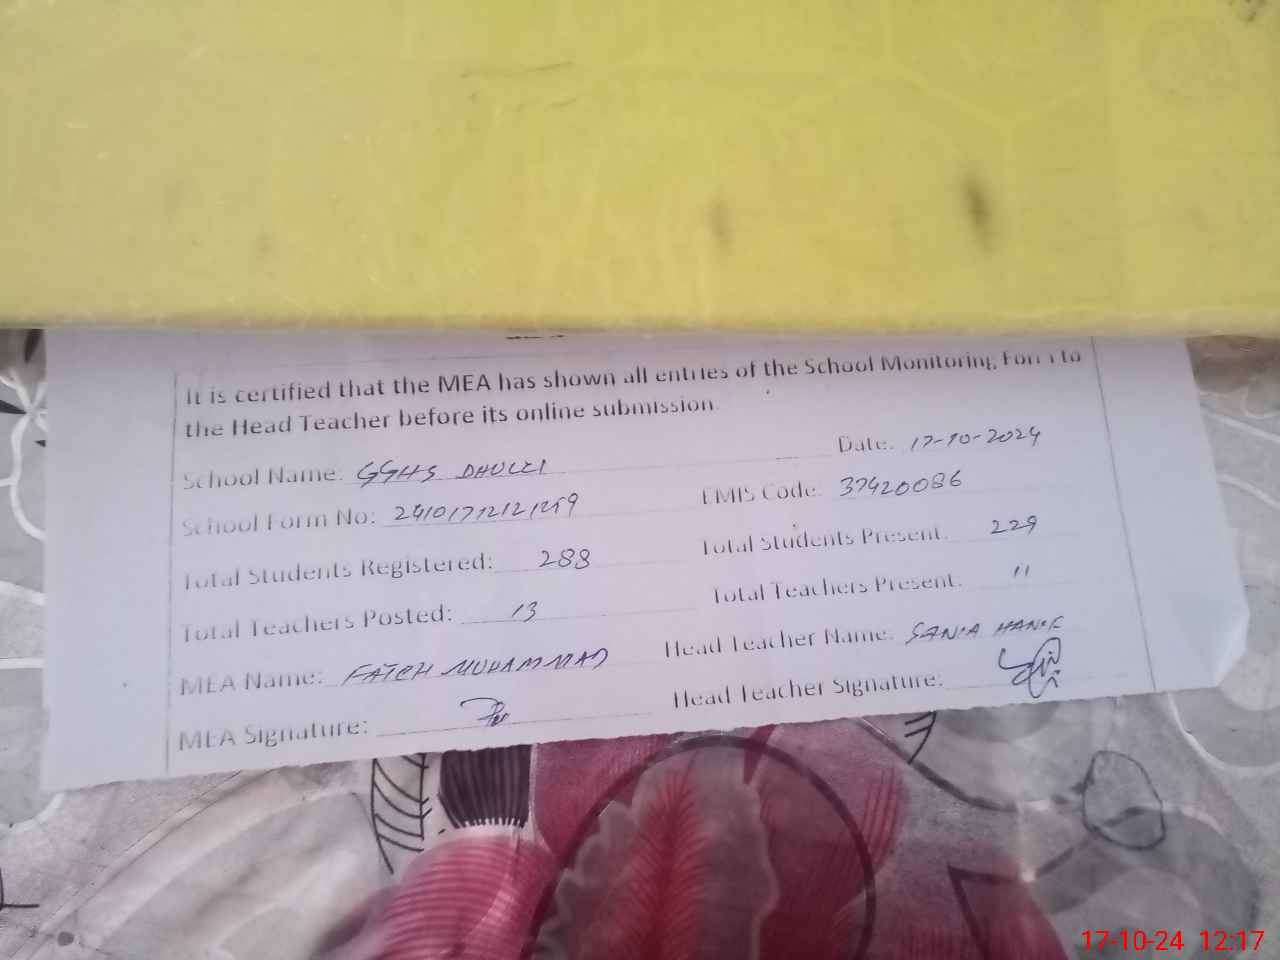 It is certified that the MEA has shown all entries of the School Monitoring Form to
the Head Teacher before its online submission.
School Name: GGHS DHULLI Date: 17-10-2024
School Form No: EMIS Code: 37420086
Total Students Registered: 288 Total Students Present: 229
Total Teachers Posted: 13 Total Teachers Present: 11
MEA Name: FATEH MUHAMMAD Head Teacher Name: SANIA HANIF
MEA Signature: Head Teacher Signature:
17-10-24 12:17